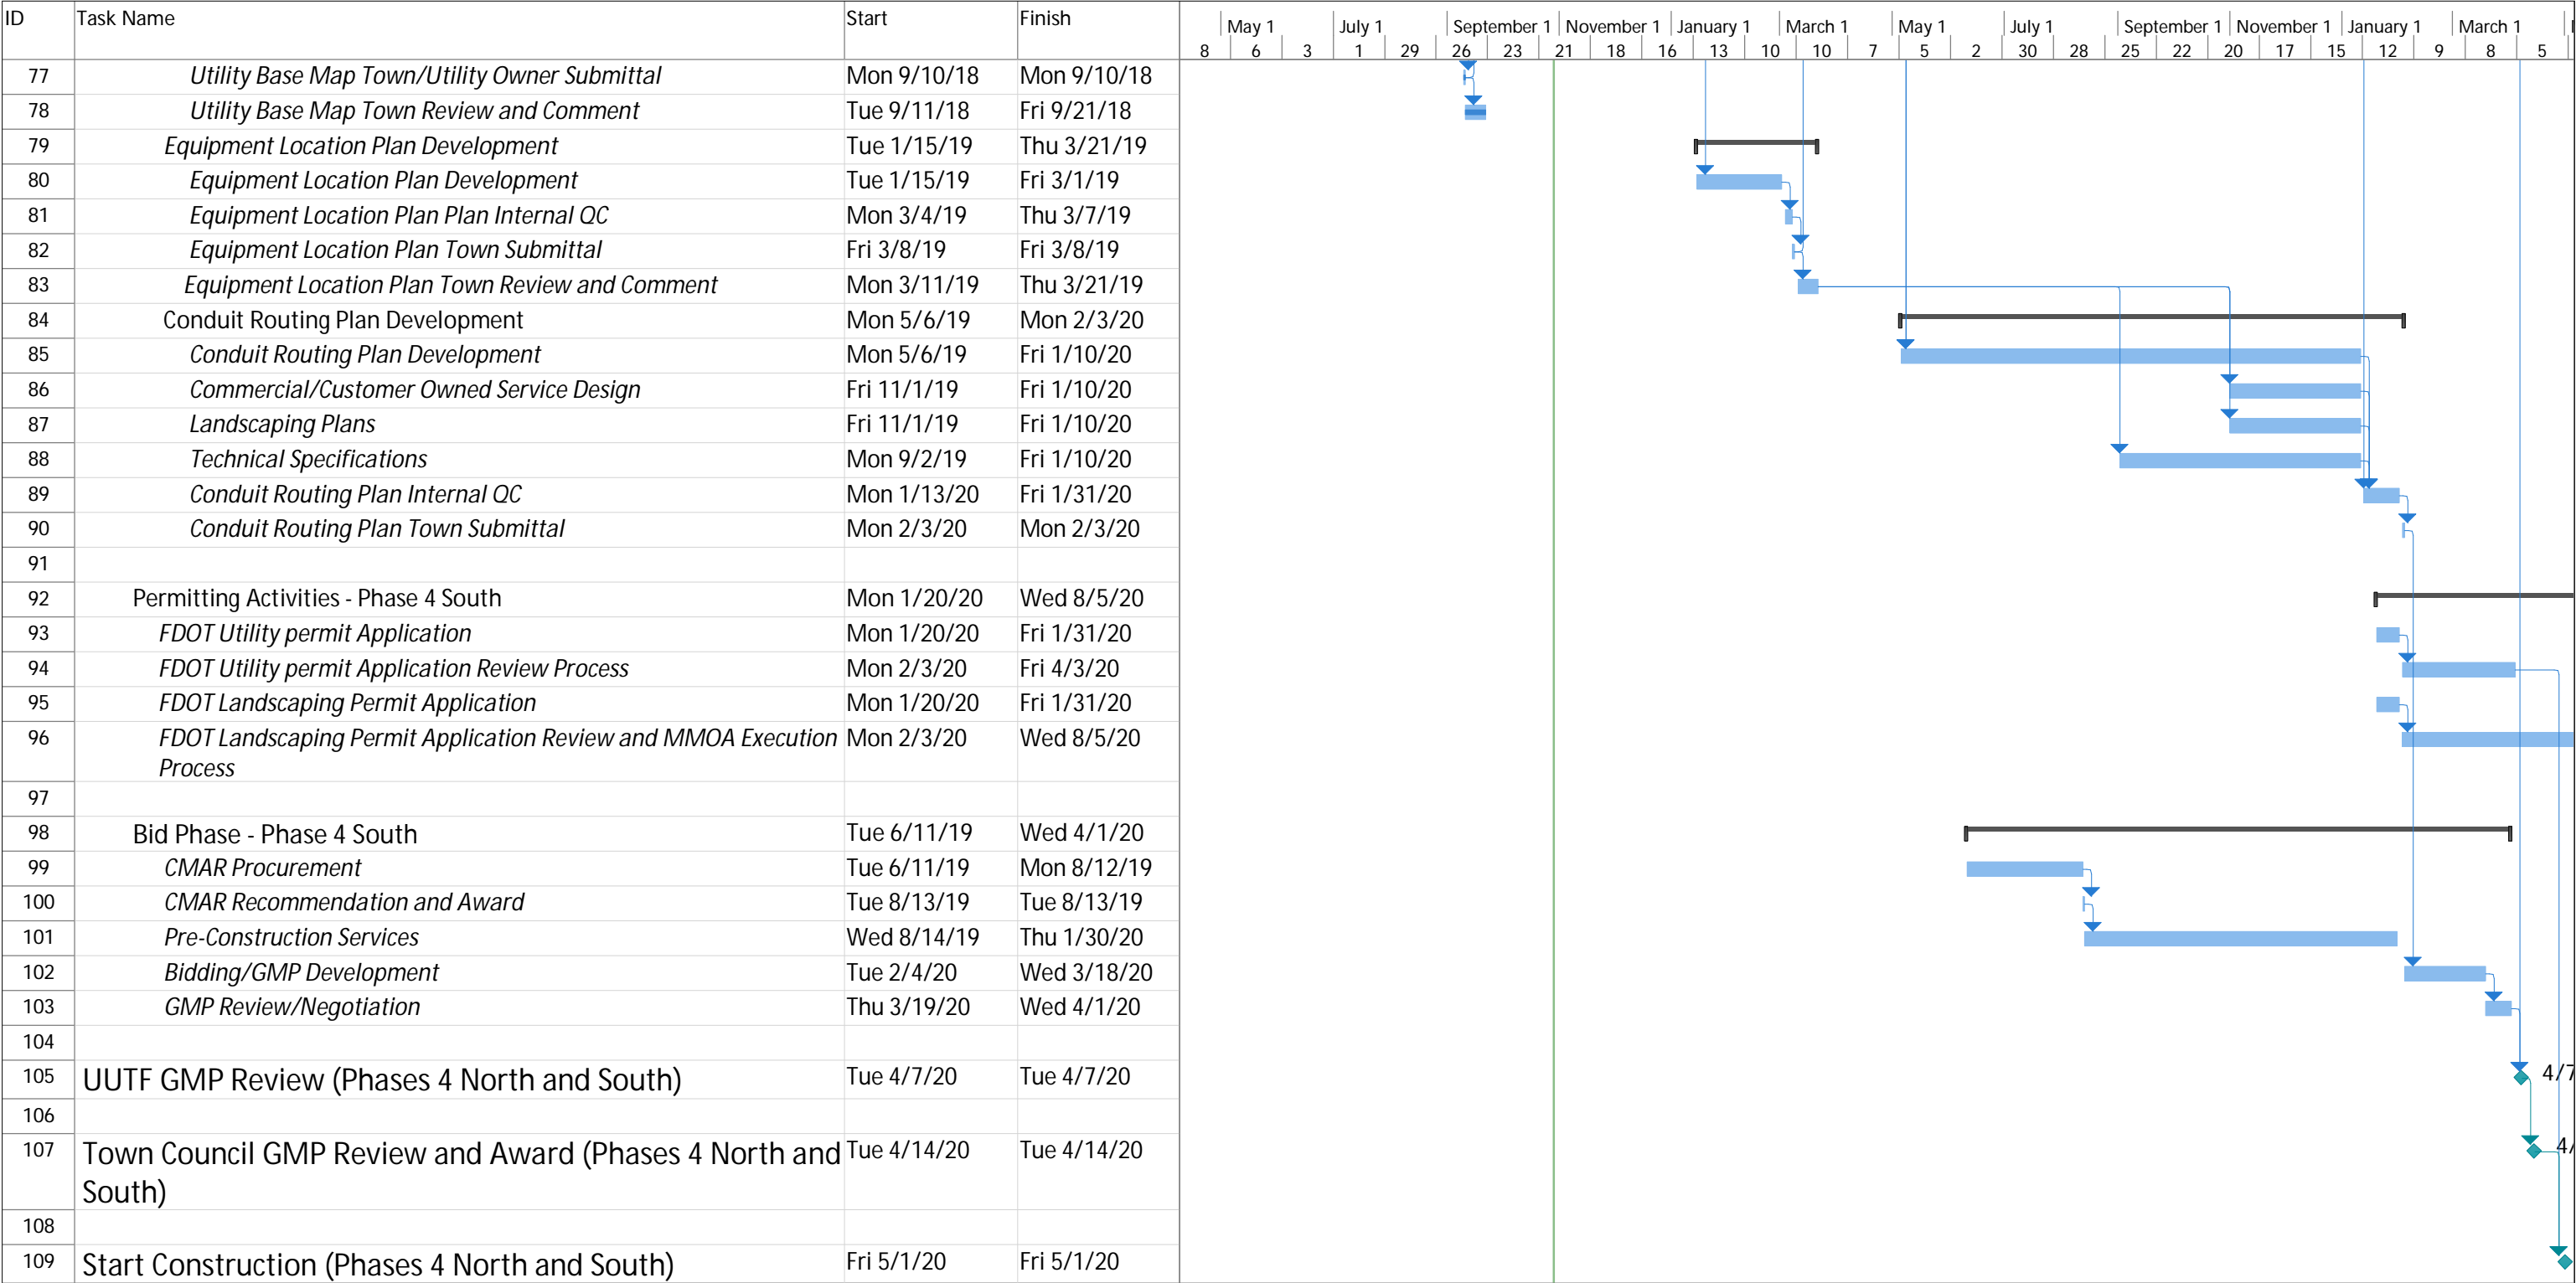 ID Task Name Start Finish
May 1 July 1 September 1 November 1 January 1 March 1 May 1 July 1 September 1 November 1 January 1 March 1
8 6 3 1 29 26 23 21 18 16 13 10 10 7 5 2 30 28 25 22 20 17 15 12 9 8 5
77 Utility Base Map Town/Utility Owner Submittal Mon 9/10/18 Mon 9/10/18
78 Utility Base Map Town Review and Comment Tue 9/11/18 Fri 9/21/18
79 Equipment Location Plan Development Tue 1/15/19 Thu 3/21/19
80 Equipment Location Plan Development Tue 1/15/19 Fri 3/1/19
81 Equipment Location Plan Plan Internal QC Mon 3/4/19 Thu 3/7/19
82 Equipment Location Plan Town Submittal Fri 3/8/19 Fri 3/8/19
83 Equipment Location Plan Town Review and Comment Mon 3/11/19 Thu 3/21/19
84 Conduit Routing Plan Development Mon 5/6/19 Mon 2/3/20
85 Conduit Routing Plan Development Mon 5/6/19 Fri 1/10/20
86 Commercial/Customer Owned Service Design Fri 11/1/19 Fri 1/10/20
87 Landscaping Plans Fri 11/1/19 Fri 1/10/20
88 Technical Specifications Mon 9/2/19 Fri 1/10/20
89 Conduit Routing Plan Internal QC Mon 1/13/20 Fri 1/31/20
90 Conduit Routing Plan Town Submittal Mon 2/3/20 Mon 2/3/20
91
92 Permitting Activities - Phase 4 South Mon 1/20/20 Wed 8/5/20
93 FDOT Utility permit Application Mon 1/20/20 Fri 1/31/20
94 FDOT Utility permit Application Review Process Mon 2/3/20 Fri 4/3/20
95 FDOT Landscaping Permit Application Mon 1/20/20 Fri 1/31/20
96 FDOT Landscaping Permit Application Review and MMOA Execution Mon 2/3/20 Wed 8/5/20
Process
97
98 Bid Phase - Phase 4 South Tue 6/11/19 Wed 4/1/20
99 CMAR Procurement Tue 6/11/19 Mon 8/12/19
100 CMAR Recommendation and Award Tue 8/13/19 Tue 8/13/19
101 Pre-Construction Services Wed 8/14/19 Thu 1/30/20
102 Bidding/GMP Development Tue 2/4/20 Wed 3/18/20
103 GMP Review/Negotiation Thu 3/19/20 Wed 4/1/20
104
105 UUTF GMP Review (Phases 4 North and South) Tue 4/7/20 Tue 4/7/20 4/7
106
107 Town Council GMP Review and Award (Phases 4 North and Tue 4/14/20 Tue 4/14/20 4/
South)
108
109 Start Construction (Phases 4 North and South) Fri 5/1/20 Fri 5/1/20